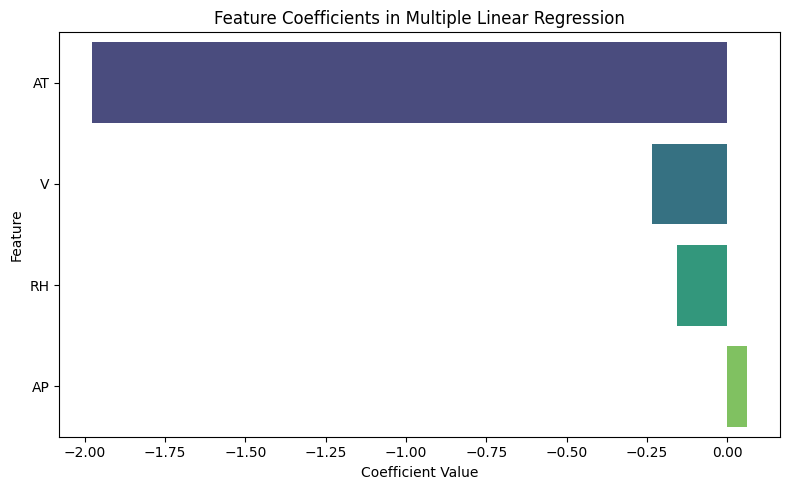 Feature Coefficients in Multiple Linear Regression
AT
V
RH
AP
Feature
−2.00 −1.75 −1.50 −1.25 −1.00 −0.75 −0.50 −0.25 0.00
Coefficient Value